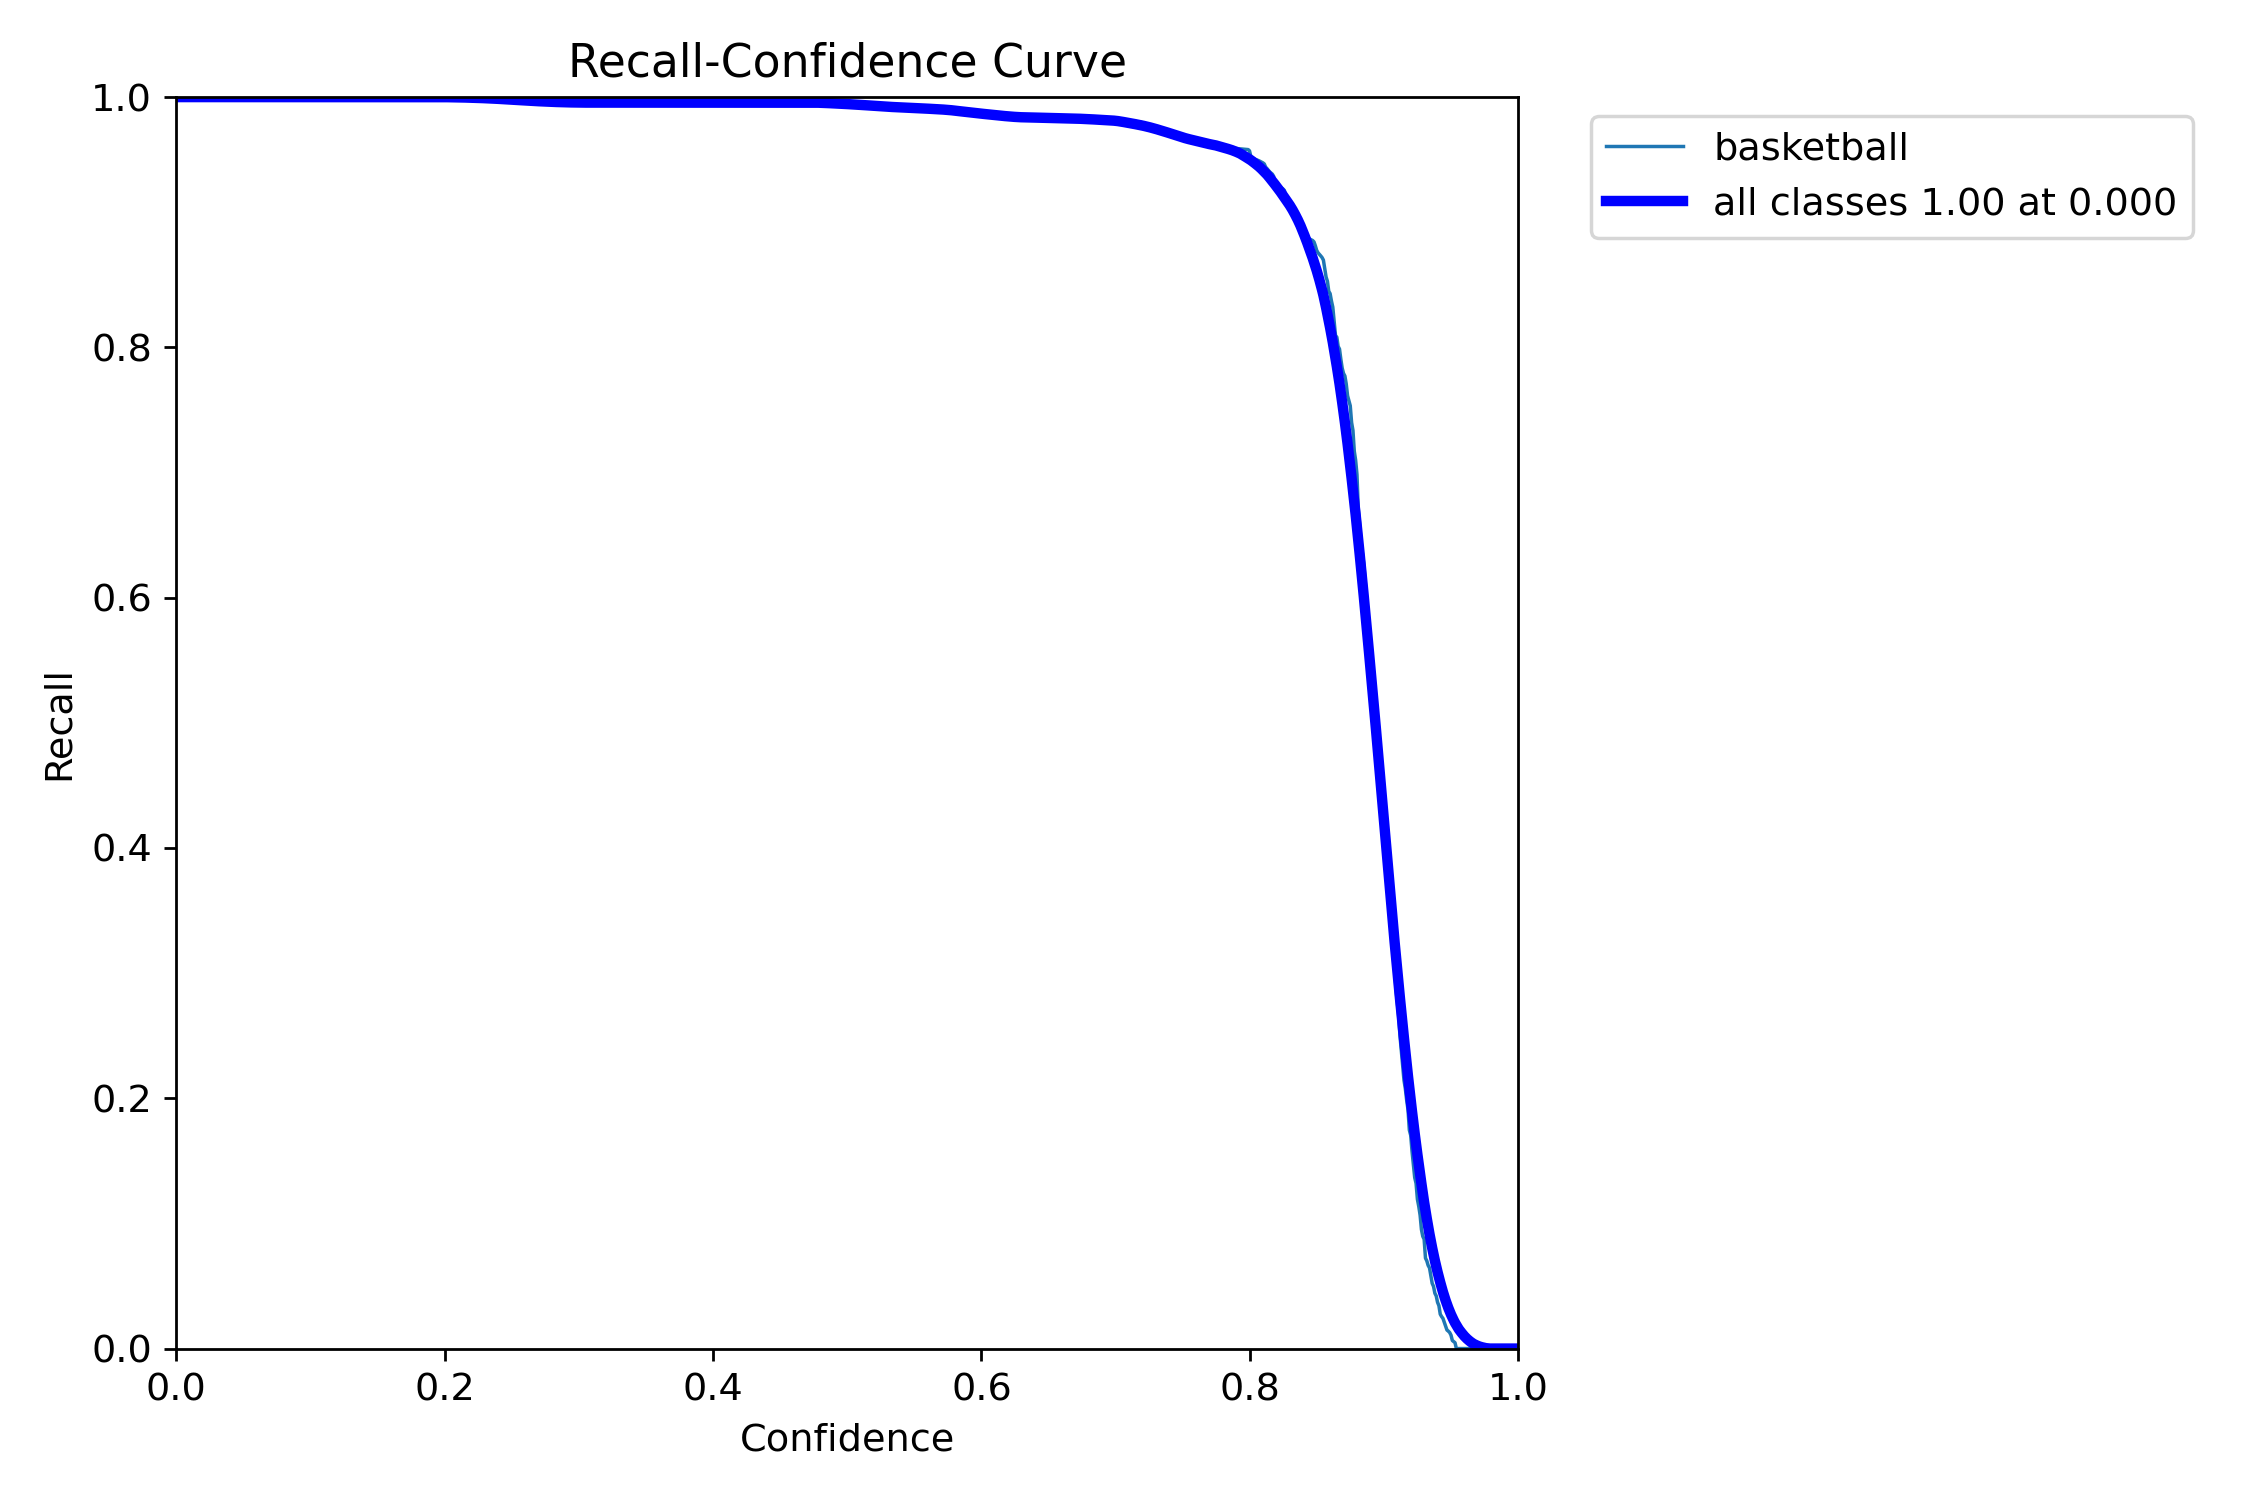 Recall-Confidence Curve
1.0
0.8
0.6
0.4
0.2
0.0
Recall
0.0 0.2 0.4 0.6 0.8 1.0
Confidence
basketball
all classes 1.00 at 0.000